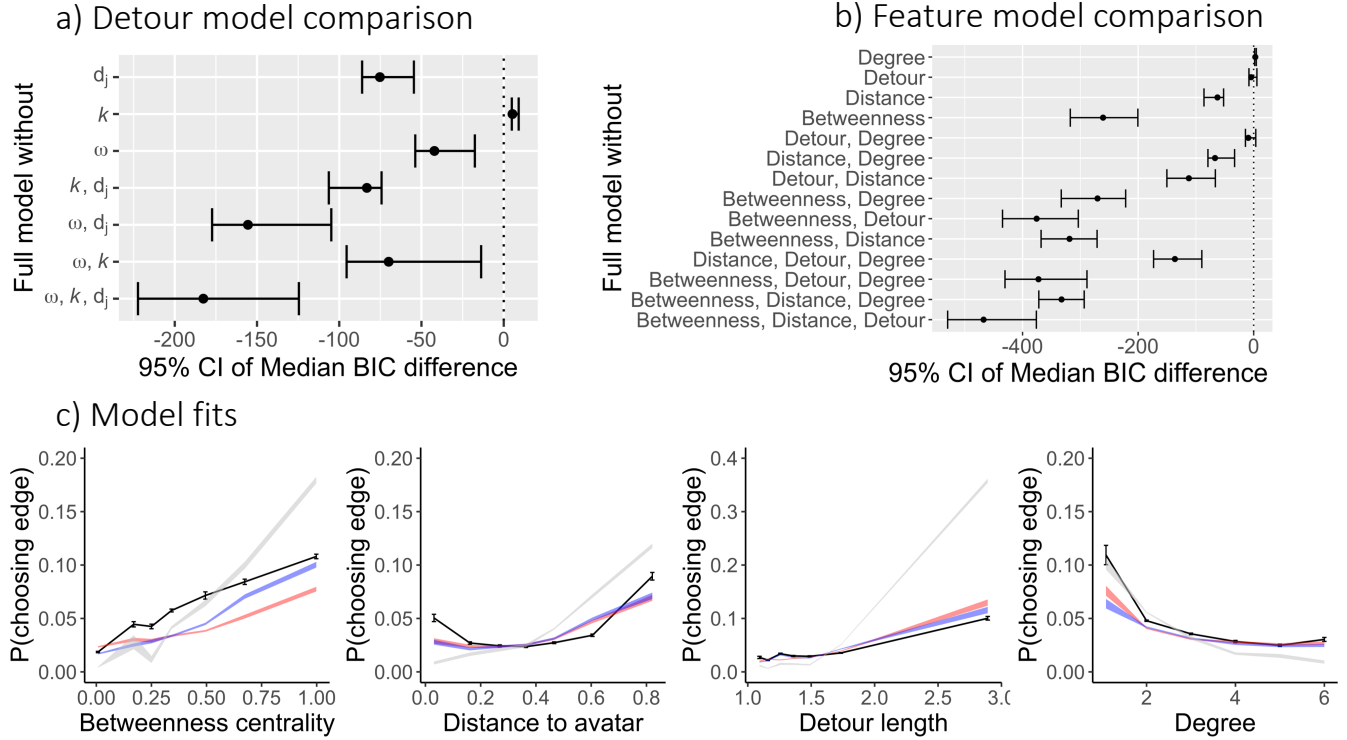 a) Detour model comparison
Full model without
dj
k
ω
k, dj
ω, dj
ω, k
ω, k, dj
-200 -150 -100 -50 0
95% CI of Median BIC difference
b) Feature model comparison
Full model without
Degree
Detour
Distance
Betweenness
Detour, Degree
Distance, Degree
Detour, Distance
Betweenness, Degree
Betweenness, Detour
Betweenness, Distance
Distance, Detour, Degree
Betweenness, Detour, Degree
Betweenness, Distance, Degree
Betweenness, Distance, Detour
-400 -200 0
95% CI of Median BIC difference
c) Model fits
P(choosing edge)
0.20
0.15
0.10
0.05
0.00
0.00 0.25 0.50 0.75 1.00
Betweenness centrality
P(choosing edge)
0.20
0.15
0.10
0.05
0.00
0.0 0.2 0.4 0.6 0.8
Distance to avatar
P(choosing edge)
0.4
0.3
0.2
0.1
0.0
1.0 1.5 2.0 2.5 3.0
Detour length
P(choosing edge)
0.20
0.15
0.10
0.05
0.00
2 4 6
Degree